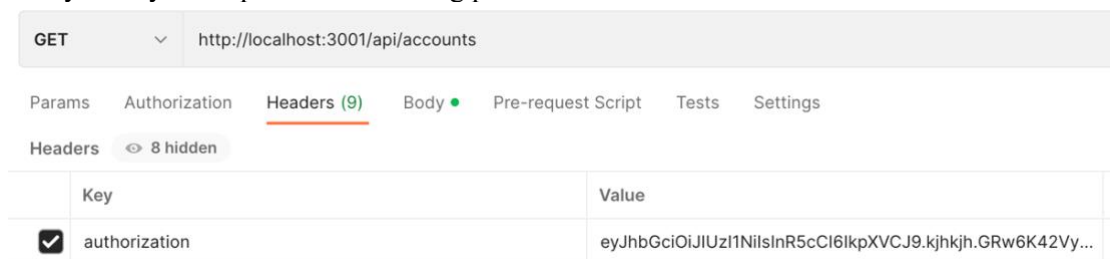 GET http://localhost:3001/api/accounts
Params Authorization Headers (9) Body Pre-request Script Tests Settings
Headers 8 hidden
Key Value
authorization eyJhbGciOiJIUzI1NiIsInR5cCI6IkpXVCJ9.kjhkjh.GRw6K42Vy...